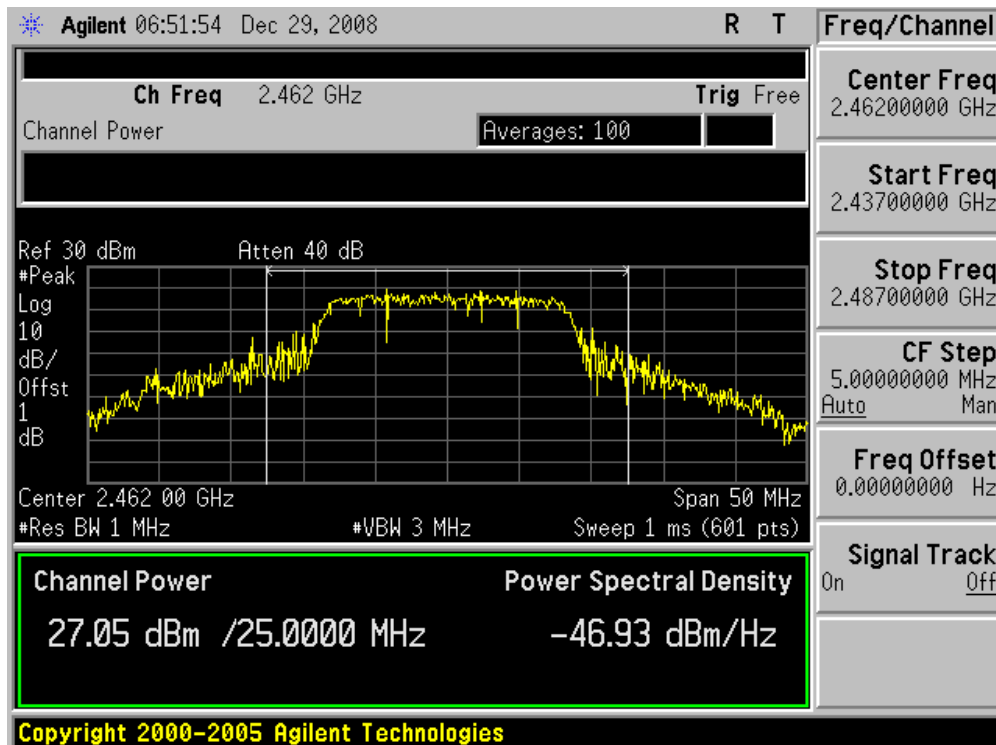 Agilent 06:51:54 Dec 29, 2008 R T
Freq/Channel
Ch Freq 2.462 GHz Trig Free
Channel Power Averages: 100
Ref 30 dBm Atten 40 dB
#Peak
Log
10
dB/
Offst
1
dB
Center 2.462 00 GHz Span 50 MHz
#Res BW 1 MHz #VBW 3 MHz Sweep 1 ms (601 pts)
Channel Power Power Spectral Density
27.05 dBm /25.0000 MHz -46.93 dBm/Hz
Copyright 2000-2005 Agilent Technologies
Center Freq
2.46200000 GHz
Start Freq
2.43700000 GHz
Stop Freq
2.48700000 GHz
CF Step
5.00000000 MHz
Auto Man
Freq Offset
0.00000000 Hz
Signal Track
On Off